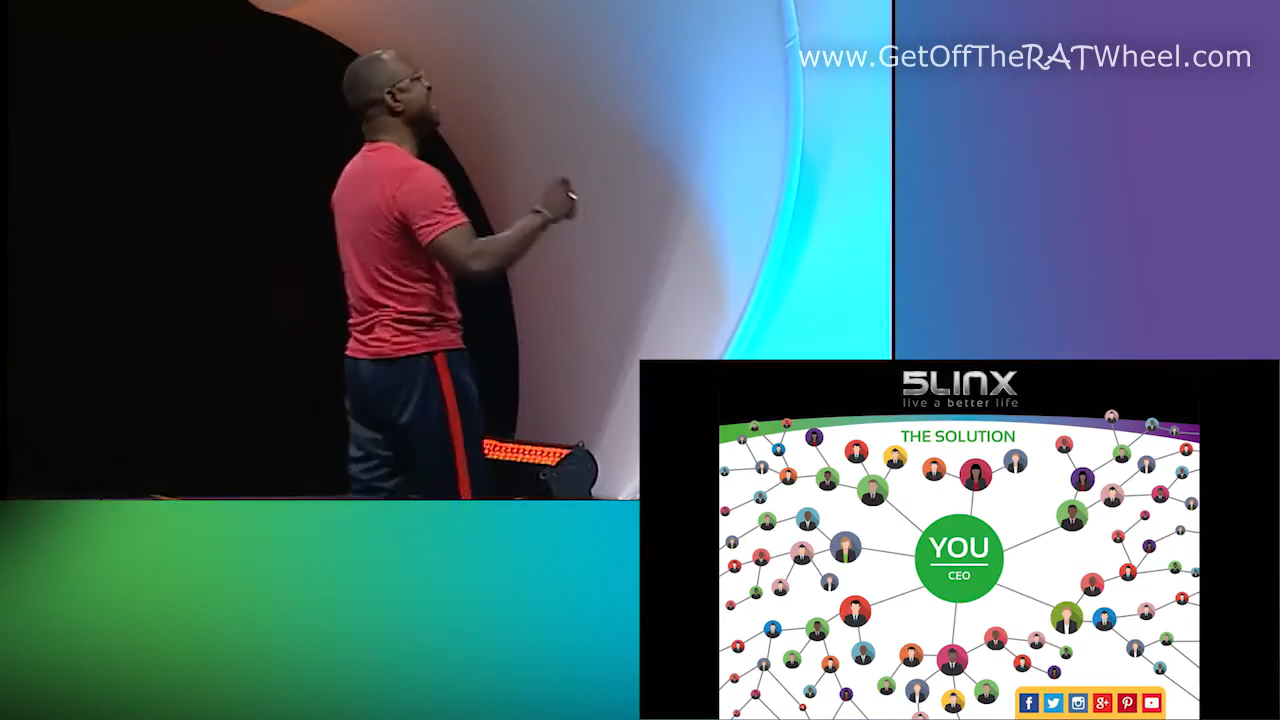 www.GetOffTheRATWheel.com
5LINX
live a better life
THE SOLUTION
YOU
CEO